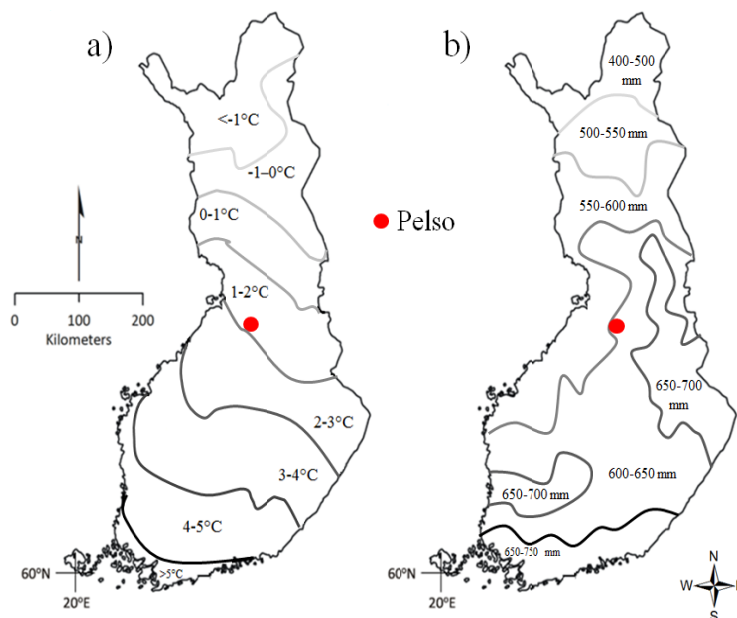 a)
<-1°C
-1–0°C
0-1°C
1-2°C
2-3°C
3-4°C
4-5°C
>5°C
N
0 100 200
Kilometers
60°N
20°E
Pelso
b)
400-500
mm
500-550 mm
550-600 mm
650-700
mm
600-650 mm
650-700 mm
650-750 mm
60°N
20°E
N
W E
S